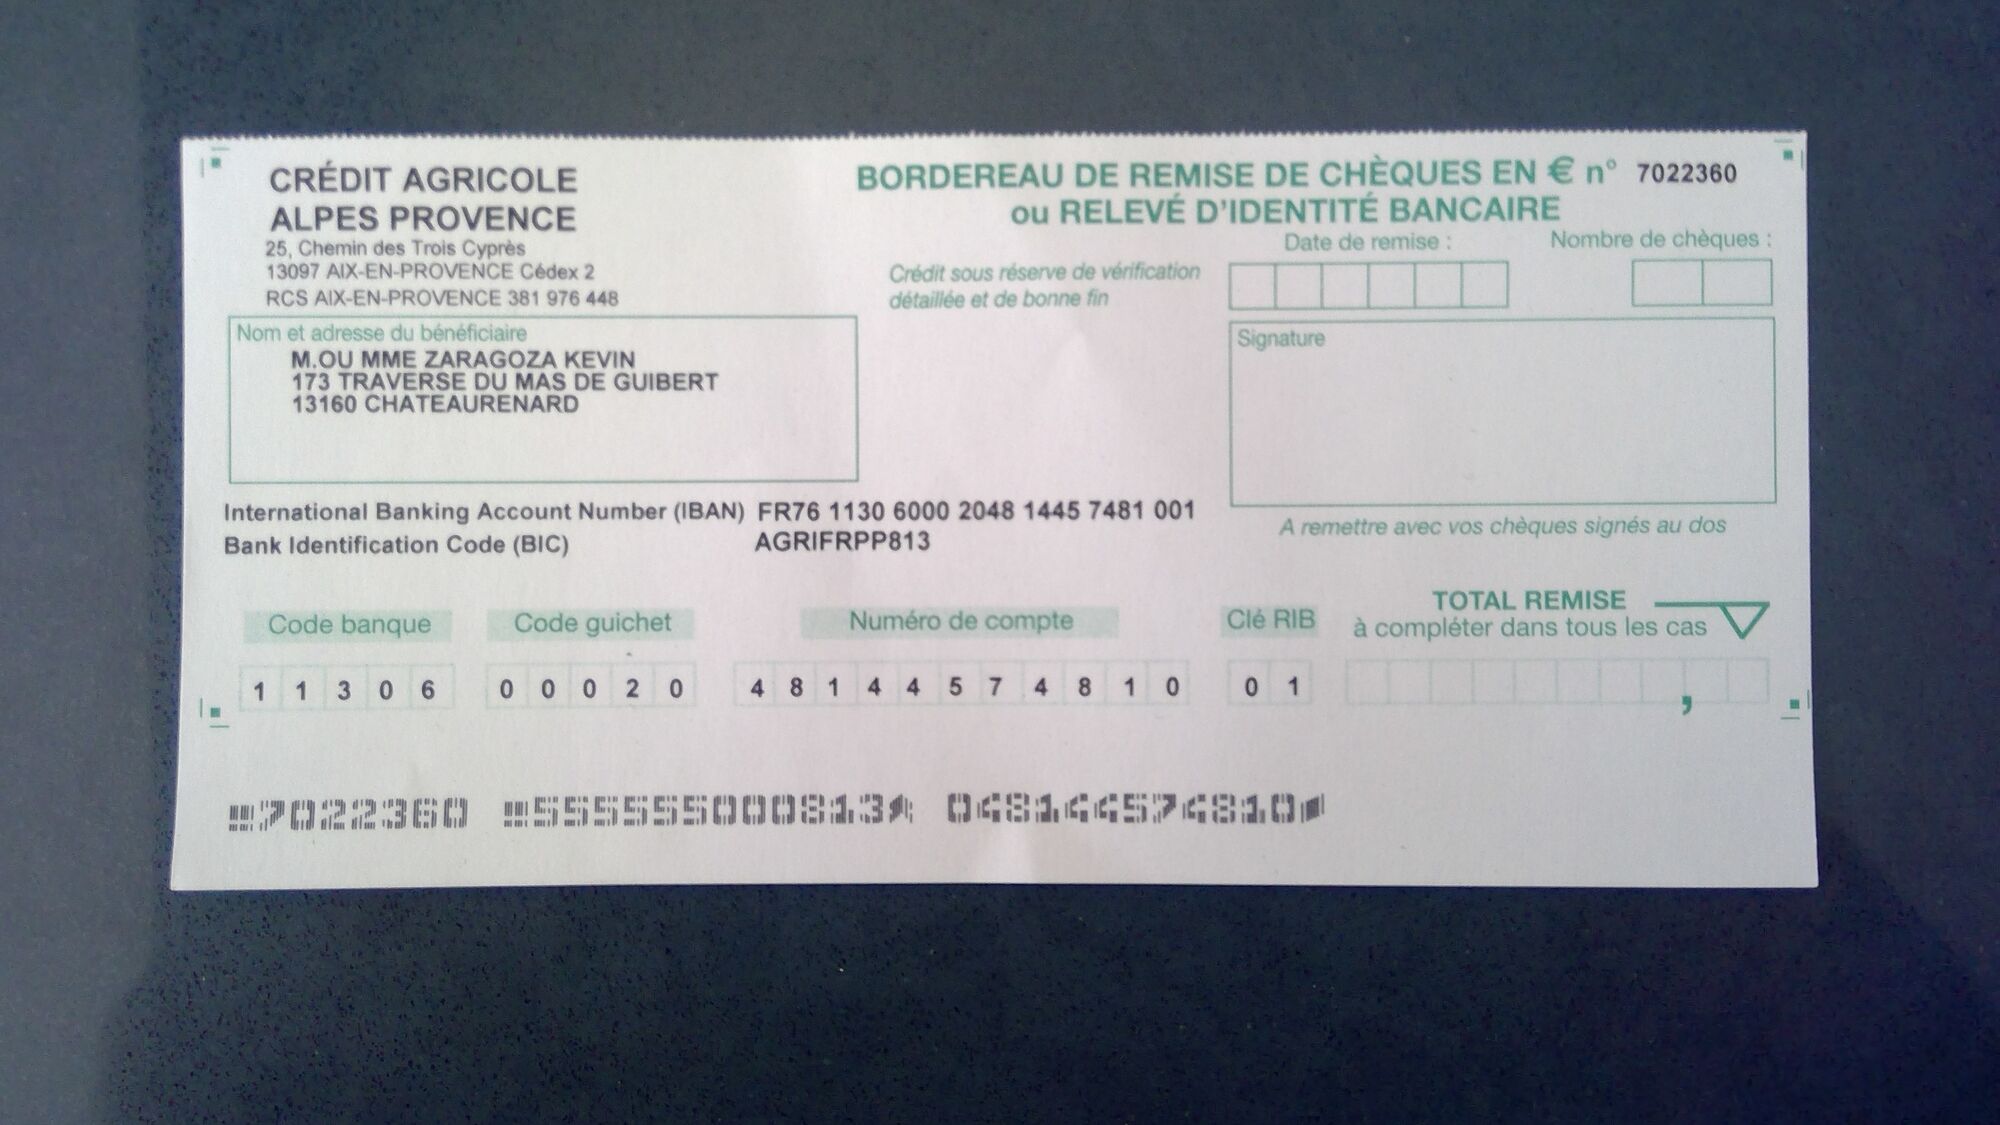 CRÉDIT AGRICOLE
ALPES PROVENCE
25, Chemin des Trois Cyprès
13097 AIX-EN-PROVENCE Cédex 2
RCS AIX-EN-PROVENCE 381 976 448
BORDEREAU DE REMISE DE CHÈQUES EN € n° 7022360
ou RELEVÉ D'IDENTITÉ BANCAIRE
Date de remise :
Nombre de chèques :
Crédit sous réserve de vérification
détaillée et de bonne fin
Nom et adresse du bénéficiaire
M.OU MME ZARAGOZA KEVIN
173 TRAVERSE DU MAS DE GUIBERT
13160 CHATEAURENARD
Signature
International Banking Account Number (IBAN) FR76 1130 6000 2048 1445 7481 001
Bank Identification Code (BIC) AGRIFRPP813
A remettre avec vos chèques signés au dos
TOTAL REMISE
à compléter dans tous les cas
Code banque Code guichet Numéro de compte Clé RIB
1 1 3 0 6 0 0 0 2 0 4 8 1 4 4 5 7 4 8 1 0 0 1 ,
7022360 555555000813 048144574810